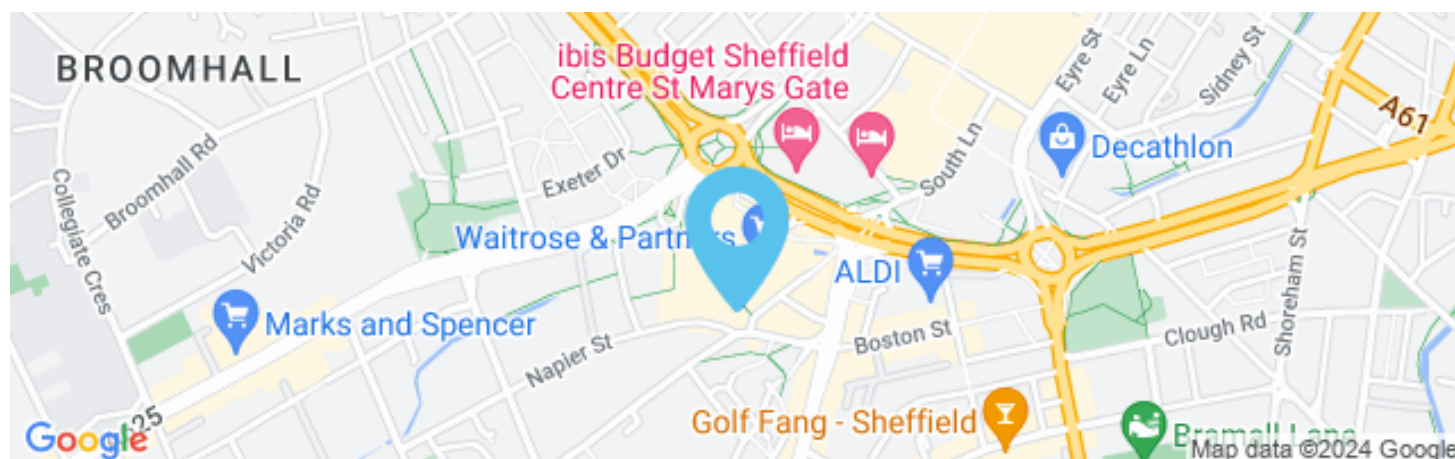 BROOMHALL
ibis Budget Sheffield
Centre St Marys Gate
Eyre St
Eyre Ln
Sidney St
A61
Broomhall Rd
Exeter Dr
South Ln
Decathlon
Collegiate Cres
Victoria Rd
Waitrose & Partners
ALDI
Shoreham St
Marks and Spencer
Napier St
Boston St
Clough Rd
25
Golf Fang - Sheffield
Google
Bramall Lane
Map data ©2024 Google